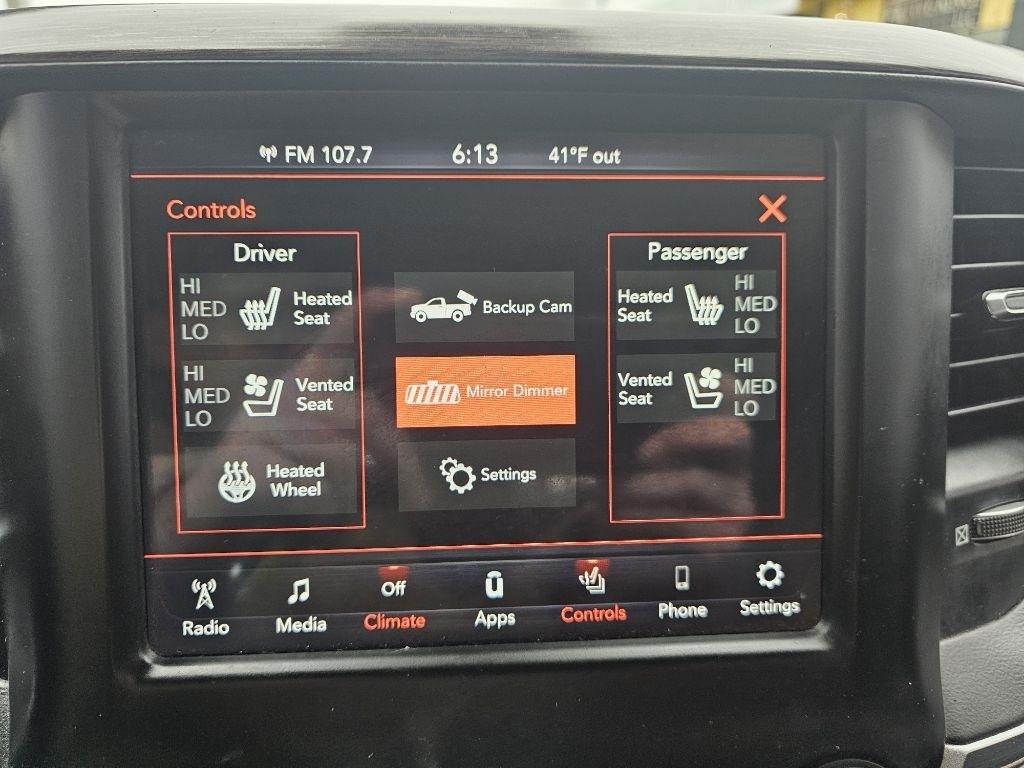 FM 107.7 6:13 41°F out
Controls
Driver
HI
MED
LO
Heated
Seat
HI
MED
LO
Vented
Seat
Heated
Wheel
Backup Cam
Mirror Dimmer
Settings
Passenger
Heated
Seat
HI
MED
LO
Vented
Seat
HI
MED
LO
Radio
Media
Off
Climate
Apps
Controls
Phone
Settings